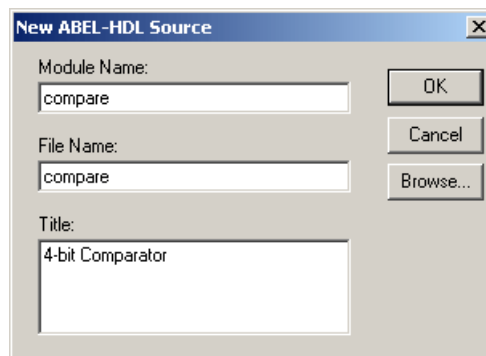 New ABEL-HDL Source
Module Name:
compare
OK
File Name:
Cancel
compare
Browse...
Title:
4-bit Comparator